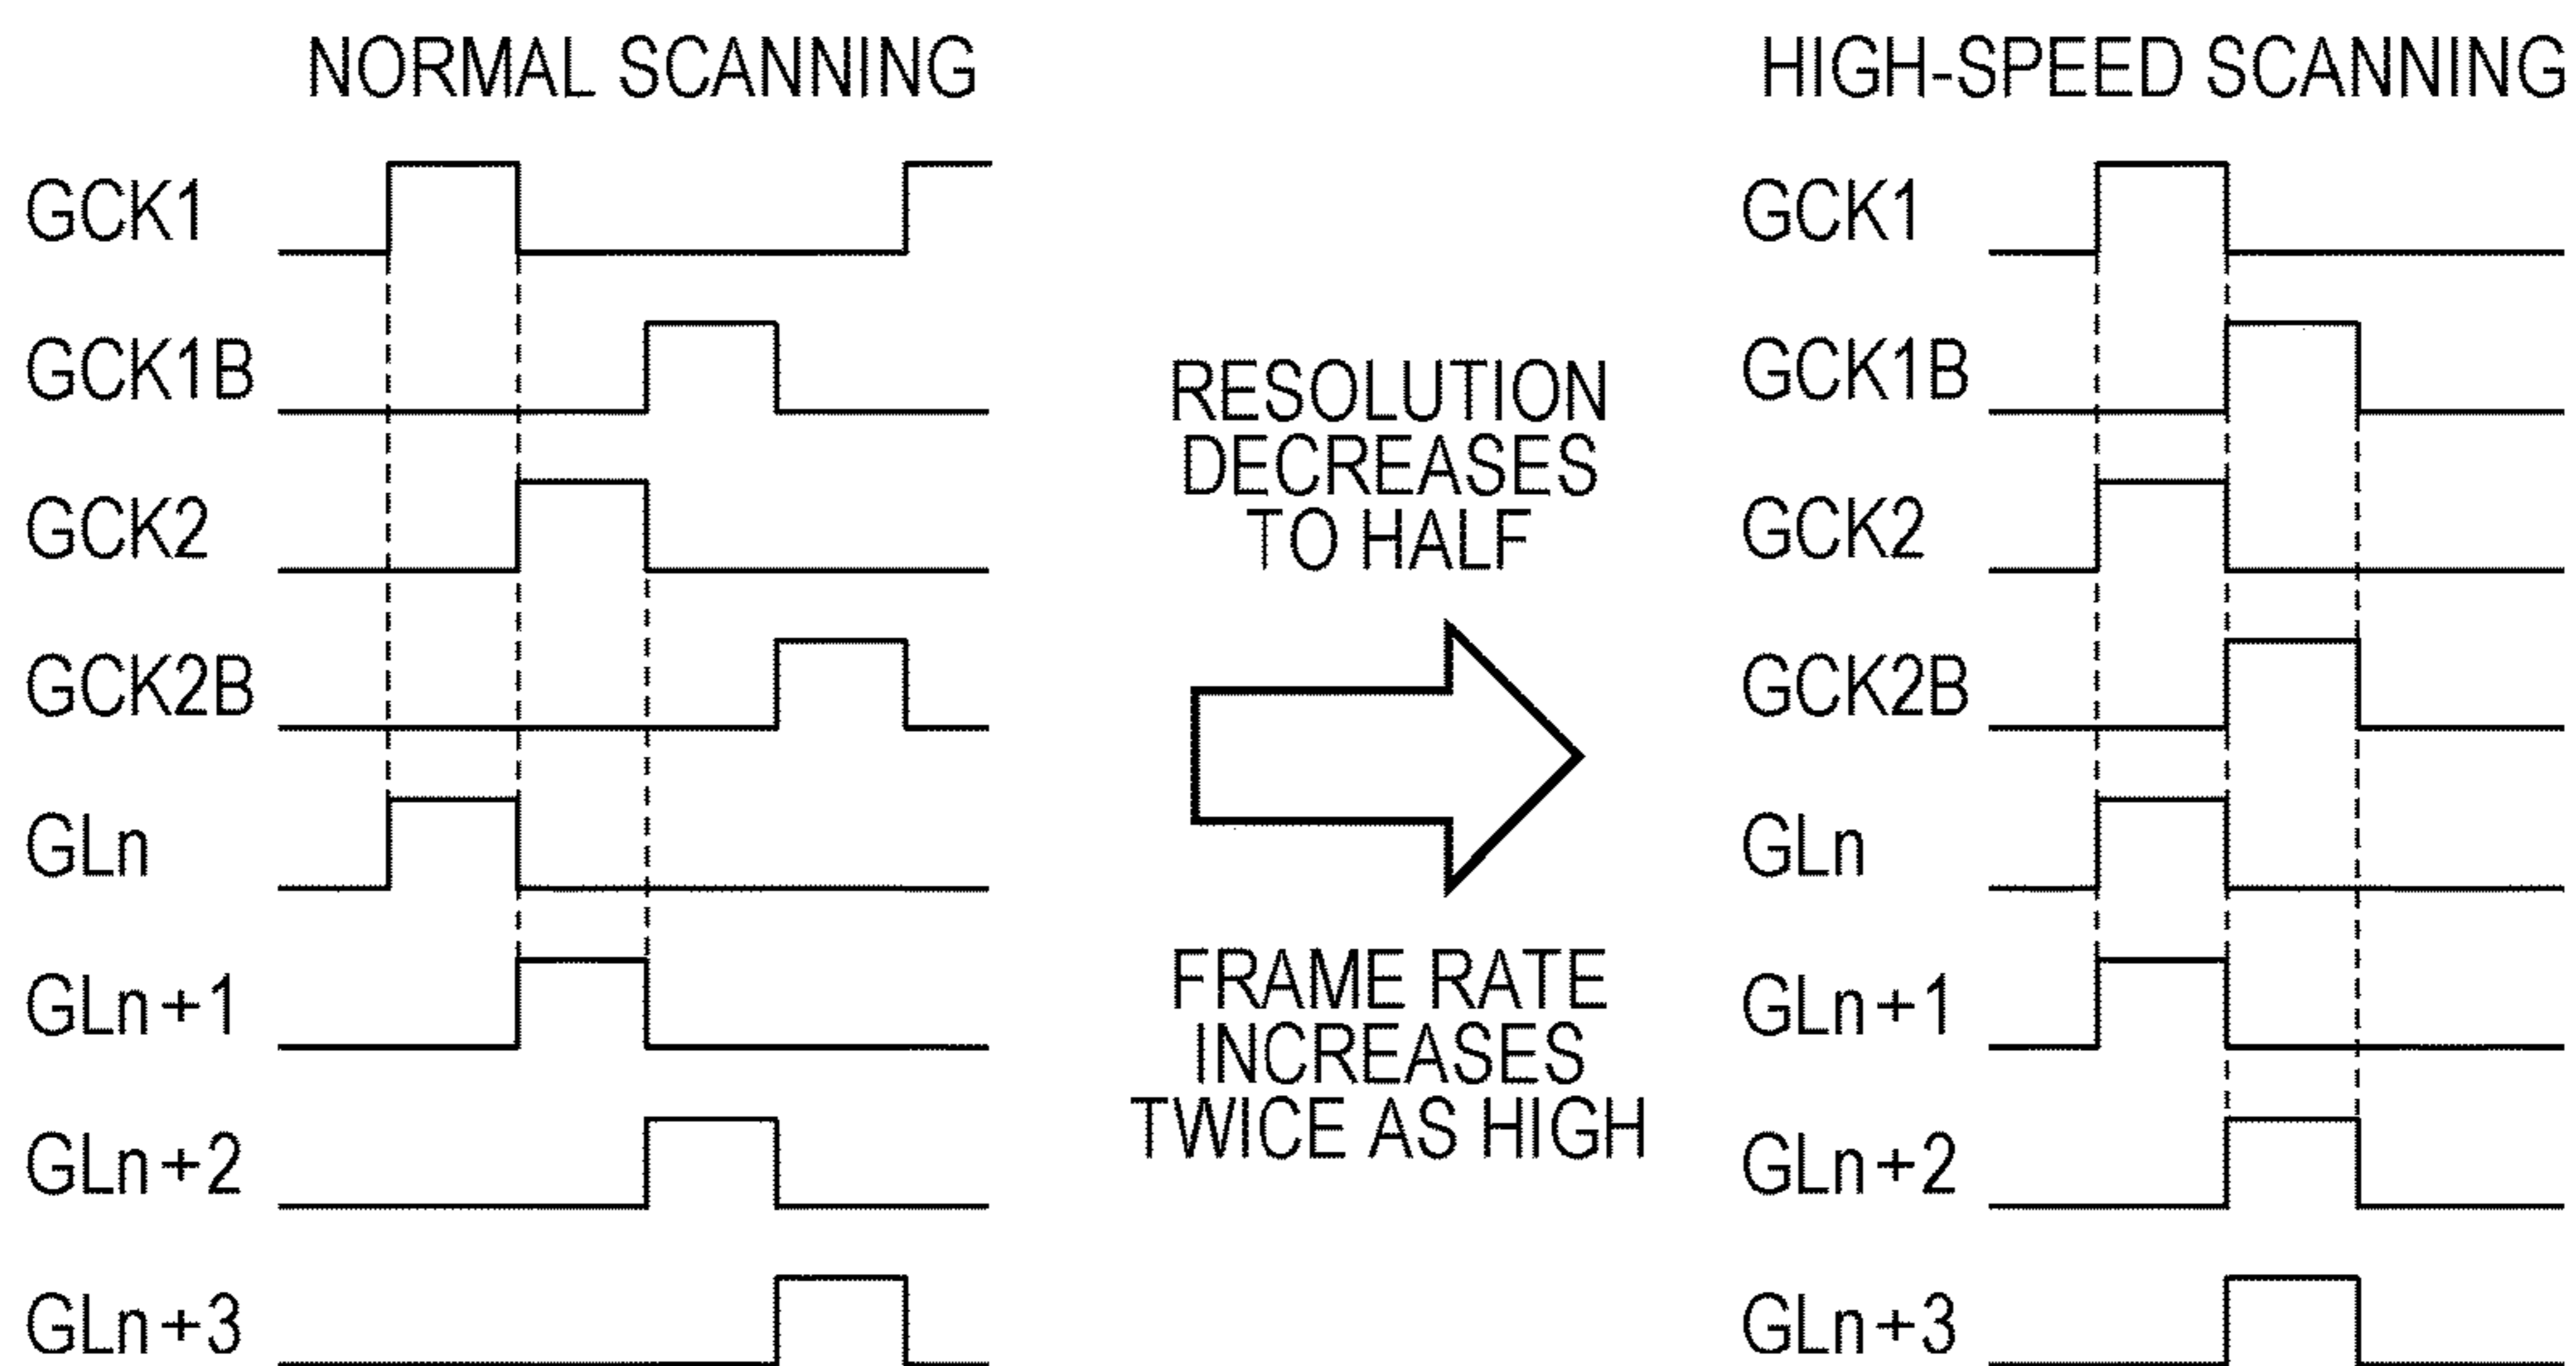 NORMAL SCANNING
GCK1
GCK1B
GCK2
GCK2B
GLn
GLn+1
GLn+2
GLn+3
RESOLUTION
DECREASES
TO HALF
FRAME RATE
INCREASES
TWICE AS HIGH
HIGH-SPEED SCANNING
GCK1
GCK1B
GCK2
GCK2B
GLn
GLn+1
GLn+2
GLn+3